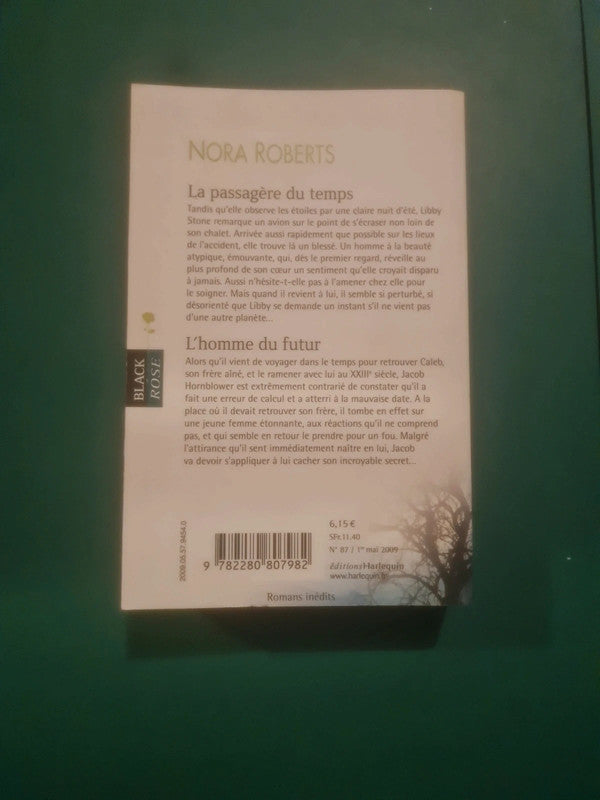 NORA ROBERTS
La passagère du temps
Tandis qu'elle observe les étoiles par une claire nuit d'été, Libby
Stone remarque un avion sur le point de s'écraser non loin de
son chalet. Arrivée aussi rapidement que possible sur les lieux
de l'accident, elle trouve là un blessé. Un homme à la beauté
atypique, émouvante, qui, dès le premier regard, réveille au
plus profond de son cœur un sentiment qu'elle croyait disparu
à jamais. Aussi n'hésite-t-elle pas à l'amener chez elle pour
le soigner. Mais quand il revient à lui, il semble si perturbé, si
désorienté que Libby se demande un instant s'il ne vient pas
d'une autre planète...
L'homme du futur
Alors qu'il vient de voyager dans le temps pour retrouver Caleb,
son frère aîné, et le ramener avec lui au XXIIIe siècle, Jacob
Hornblower est extrêmement contrarié de constater qu'il a
fait une erreur de calcul et a atterri à la mauvaise date. A la
place où il devait retrouver son frère, il tombe en effet sur
une jeune femme étonnante, aux réactions qu'il ne comprend
pas, et qui semble en retour le prendre pour un fou. Malgré
l'attirance qu'il sent immédiatement naître en lui, Jacob
va devoir s'appliquer à lui cacher son incroyable secret...
BLACK
ROSE
2009.06.57.9454.0
9 782280 807982
6,15 €
SFr.11.40
N° 87 / 1er mai 2009
éditionsHarlequin
www.harlequin.fr
Romans inédits